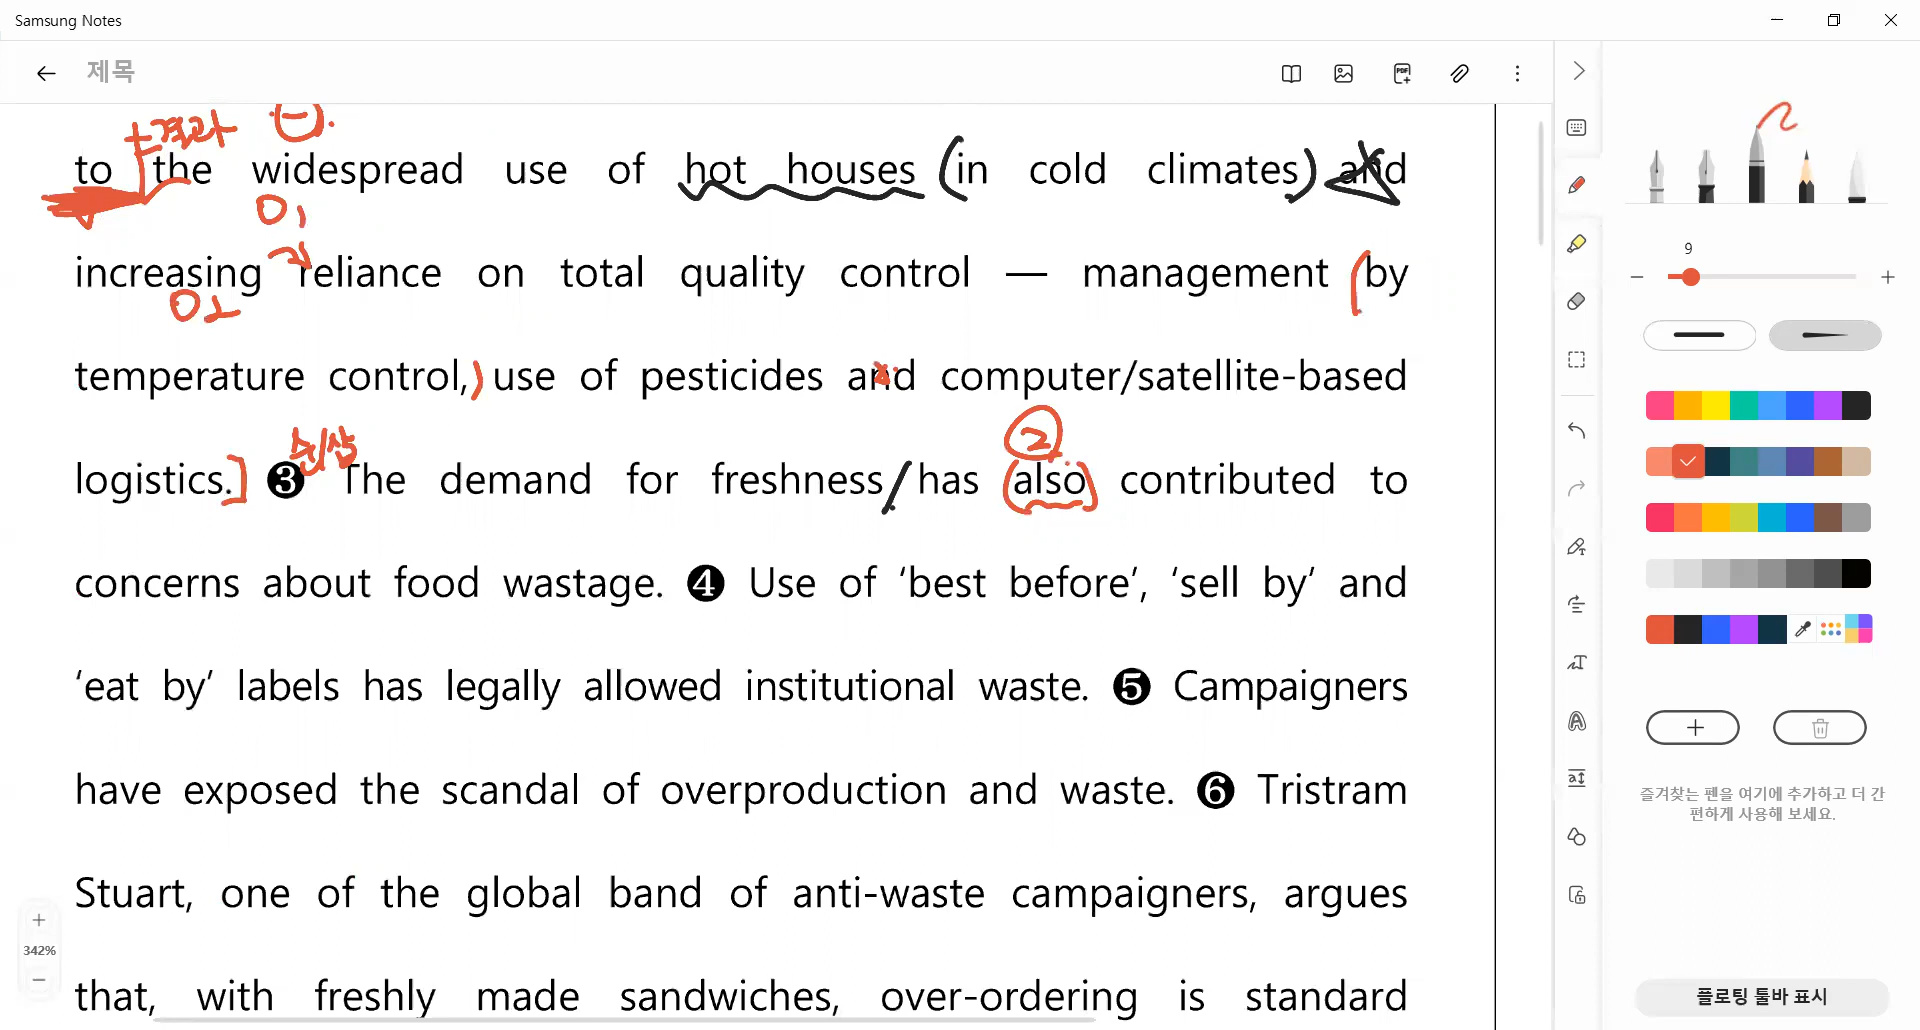 Samsung Notes
제목
결과
to the widespread use of hot houses (in cold climates) and
increasing reliance on total quality control — management (by
temperature control,) use of pesticides and computer/satellite-based
순/삽
2
logistics.] ❸ The demand for freshness/has (also) contributed to
concerns about food wastage. ❹ Use of ‘best before’, ‘sell by’ and
‘eat by’ labels has legally allowed institutional waste. ❺ Campaigners
have exposed the scandal of overproduction and waste. ❻ Tristram
Stuart, one of the global band of anti-waste campaigners, argues
that, with freshly made sandwiches, over-ordering is standard
342%
PDF
9
즐겨찾는 펜을 여기에 추가하고 더 간
편하게 사용해 보세요.
플로팅 툴바 표시